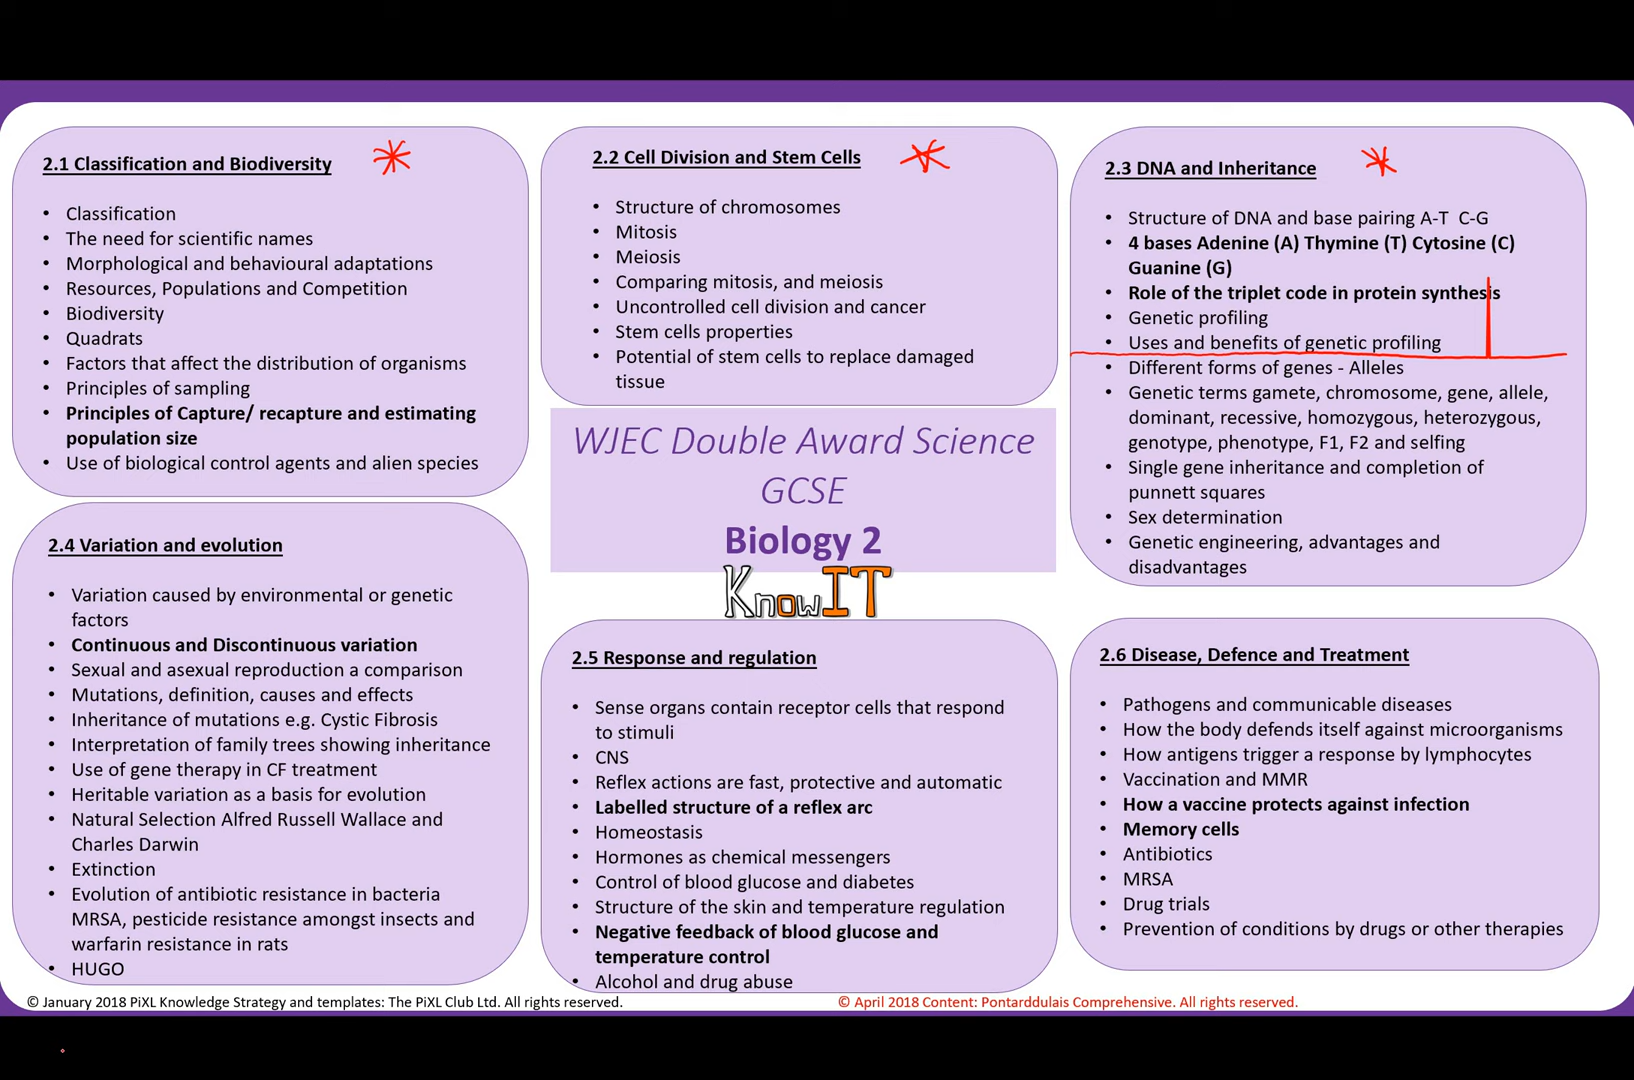 2.1 Classification and Biodiversity
• Classification
• The need for scientific names
• Morphological and behavioural adaptations
• Resources, Populations and Competition
• Biodiversity
• Quadrats
• Factors that affect the distribution of organisms
• Principles of sampling
• Principles of Capture/ recapture and estimating
population size
• Use of biological control agents and alien species
2.2 Cell Division and Stem Cells
• Structure of chromosomes
• Mitosis
• Meiosis
• Comparing mitosis, and meiosis
• Uncontrolled cell division and cancer
• Stem cells properties
• Potential of stem cells to replace damaged
tissue
2.3 DNA and Inheritance
• Structure of DNA and base pairing A-T  C-G
• 4 bases Adenine (A) Thymine (T) Cytosine (C)
Guanine (G)
• Role of the triplet code in protein synthesis
• Genetic profiling
• Uses and benefits of genetic profiling
• Different forms of genes - Alleles
• Genetic terms gamete, chromosome, gene, allele,
dominant, recessive, homozygous, heterozygous,
genotype, phenotype, F1, F2 and selfing
• Single gene inheritance and completion of
punnett squares
• Sex determination
• Genetic engineering, advantages and
disadvantages
WJEC Double Award Science
GCSE
Biology 2
KnowIT
2.4 Variation and evolution
• Variation caused by environmental or genetic
factors
• Continuous and Discontinuous variation
• Sexual and asexual reproduction a comparison
• Mutations, definition, causes and effects
• Inheritance of mutations e.g. Cystic Fibrosis
• Interpretation of family trees showing inheritance
• Use of gene therapy in CF treatment
• Heritable variation as a basis for evolution
• Natural Selection Alfred Russell Wallace and
Charles Darwin
• Extinction
• Evolution of antibiotic resistance in bacteria
MRSA, pesticide resistance amongst insects and
warfarin resistance in rats
• HUGO
2.5 Response and regulation
• Sense organs contain receptor cells that respond
to stimuli
• CNS
• Reflex actions are fast, protective and automatic
• Labelled structure of a reflex arc
• Homeostasis
• Hormones as chemical messengers
• Control of blood glucose and diabetes
• Structure of the skin and temperature regulation
• Negative feedback of blood glucose and
temperature control
• Alcohol and drug abuse
2.6 Disease, Defence and Treatment
• Pathogens and communicable diseases
• How the body defends itself against microorganisms
• How antigens trigger a response by lymphocytes
• Vaccination and MMR
• How a vaccine protects against infection
• Memory cells
• Antibiotics
• MRSA
• Drug trials
• Prevention of conditions by drugs or other therapies
© January 2018 PiXL Knowledge Strategy and templates: The PiXL Club Ltd. All rights reserved.
© April 2018 Content: Pontarddulais Comprehensive. All rights reserved.